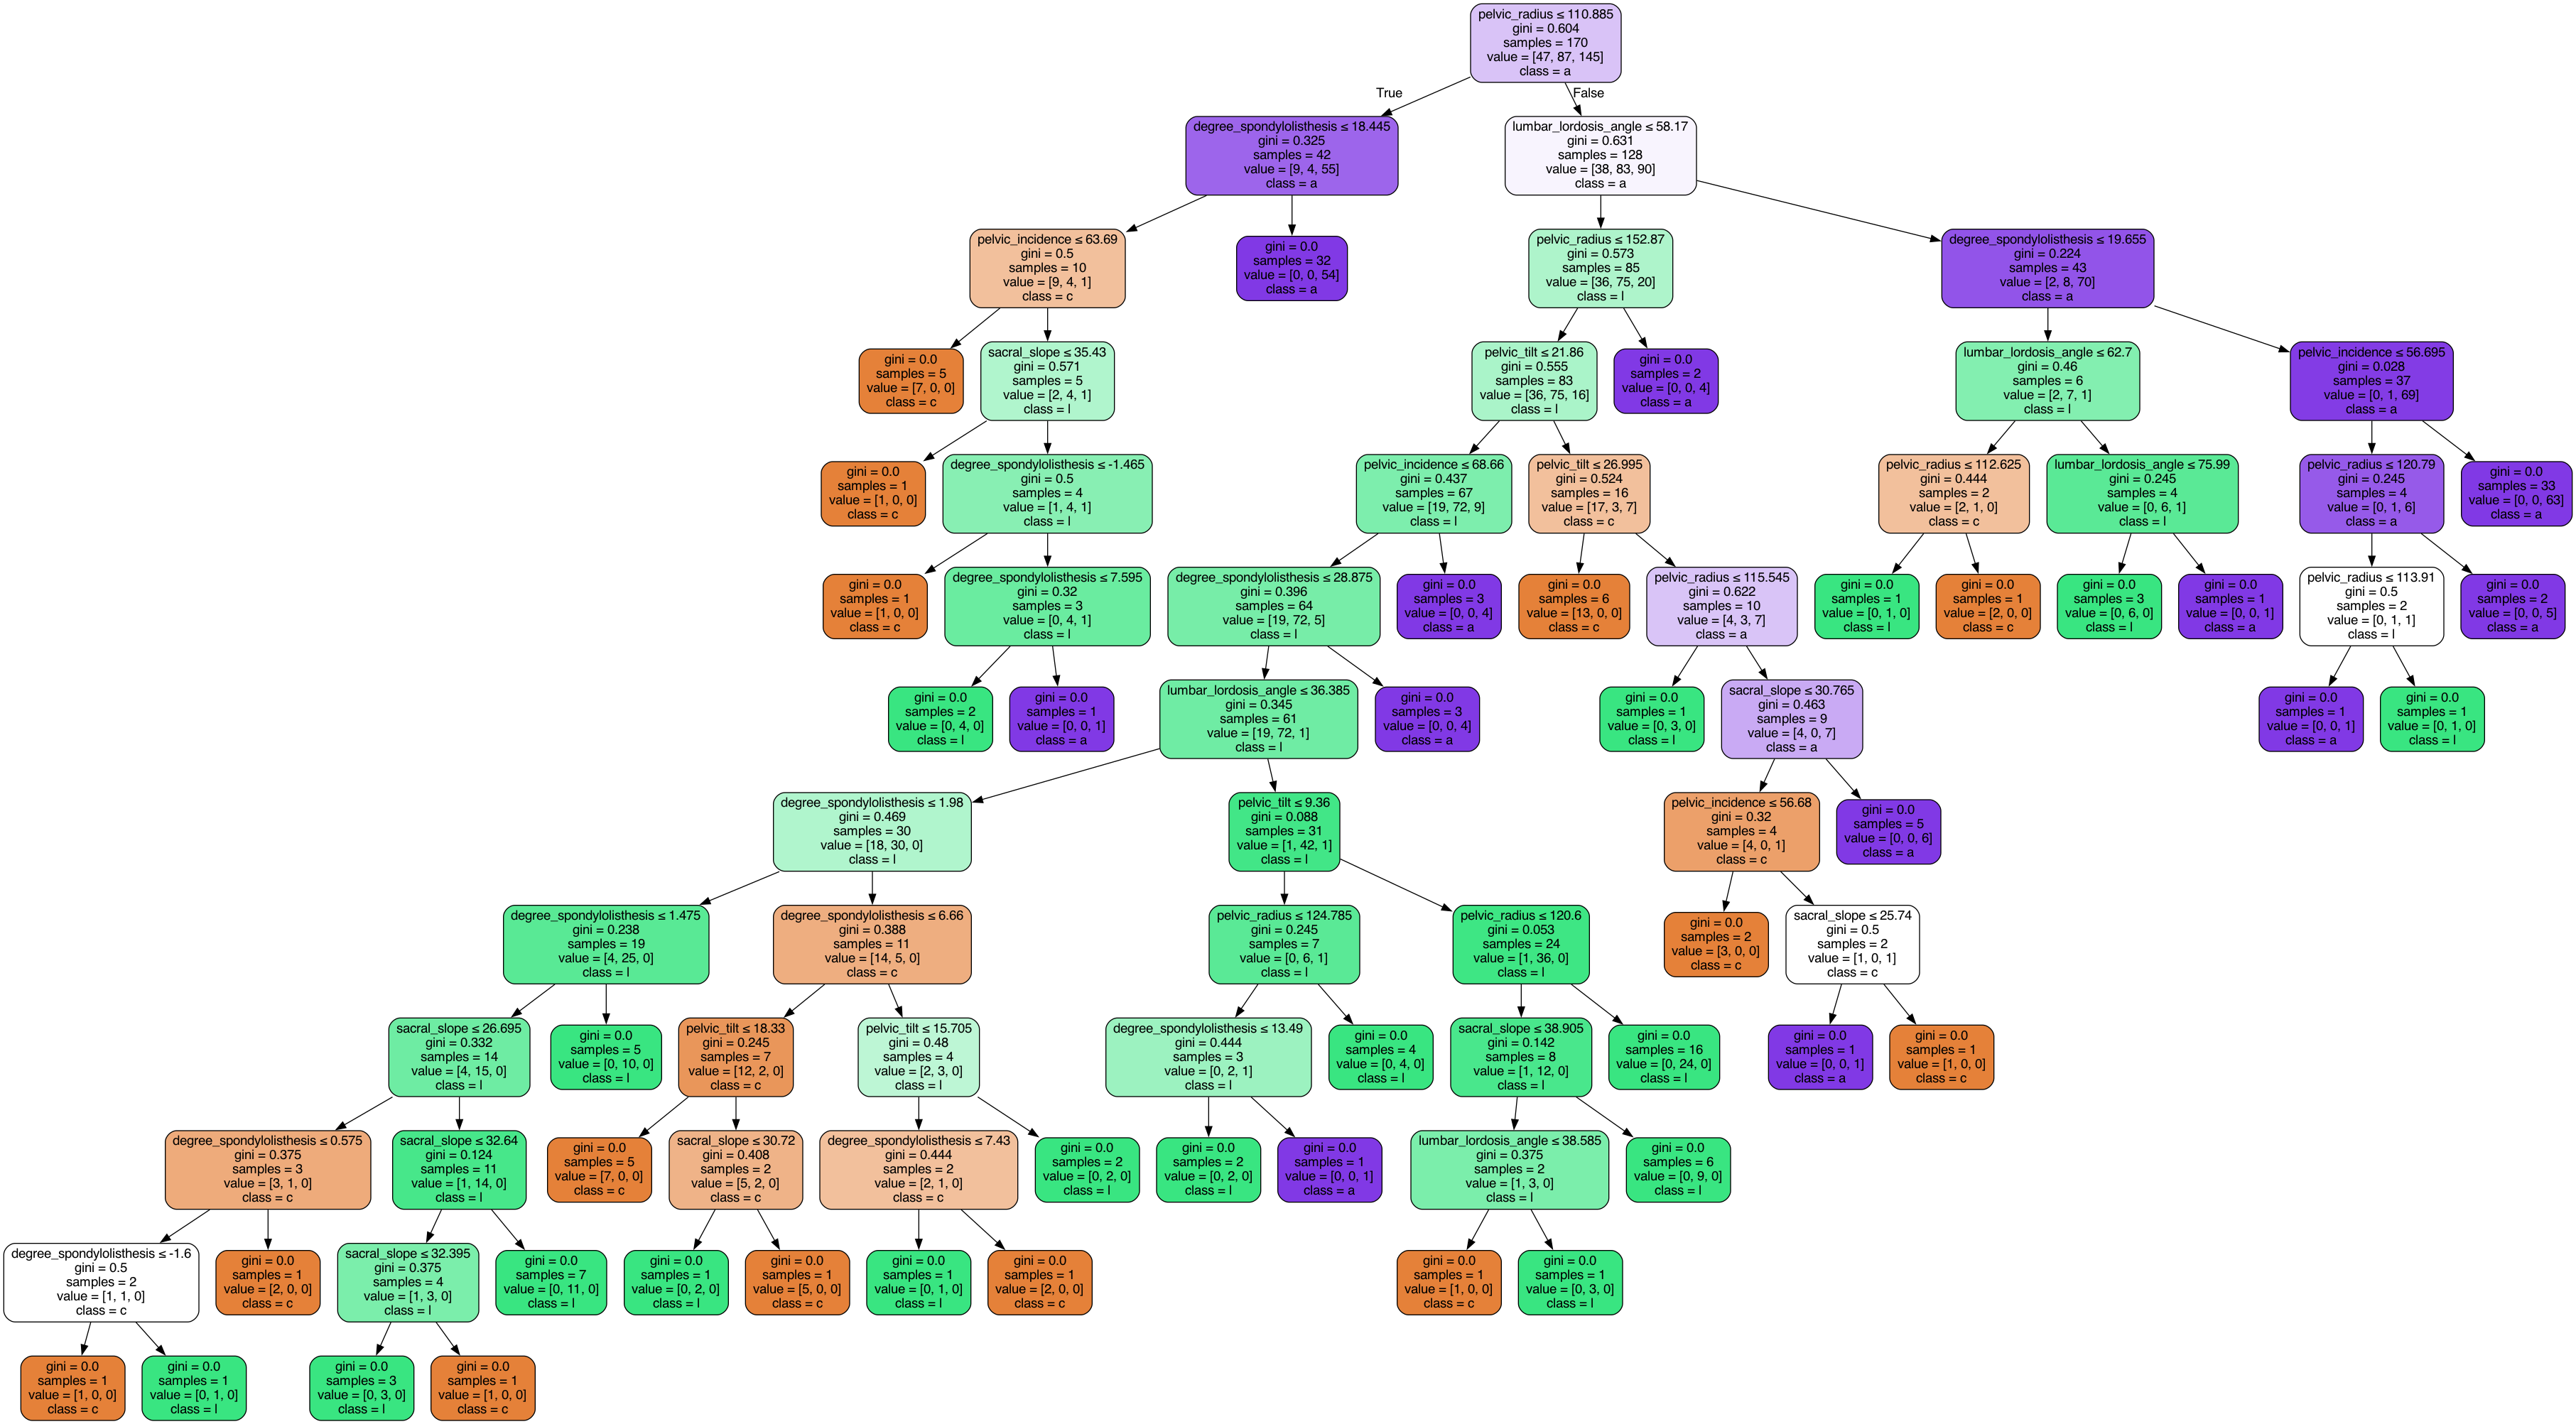 pelvic_radius ≤ 110.885
gini = 0.604
samples = 170
value = [47, 87, 145]
class = a
True
False
degree_spondylolisthesis ≤ 18.445
gini = 0.325
samples = 42
value = [9, 4, 55]
class = a
lumbar_lordosis_angle ≤ 58.17
gini = 0.631
samples = 128
value = [38, 83, 90]
class = a
pelvic_incidence ≤ 63.69
gini = 0.5
samples = 10
value = [9, 4, 1]
class = c
gini = 0.0
samples = 32
value = [0, 0, 54]
class = a
pelvic_radius ≤ 152.87
gini = 0.573
samples = 85
value = [36, 75, 20]
class = l
degree_spondylolisthesis ≤ 19.655
gini = 0.224
samples = 43
value = [2, 8, 70]
class = a
gini = 0.0
samples = 5
value = [7, 0, 0]
class = c
sacral_slope ≤ 35.43
gini = 0.571
samples = 5
value = [2, 4, 1]
class = l
pelvic_tilt ≤ 21.86
gini = 0.555
samples = 83
value = [36, 75, 16]
class = l
gini = 0.0
samples = 2
value = [0, 0, 4]
class = a
lumbar_lordosis_angle ≤ 62.7
gini = 0.46
samples = 6
value = [2, 7, 1]
class = l
pelvic_incidence ≤ 56.695
gini = 0.028
samples = 37
value = [0, 1, 69]
class = a
gini = 0.0
samples = 1
value = [1, 0, 0]
class = c
degree_spondylolisthesis ≤ -1.465
gini = 0.5
samples = 4
value = [1, 4, 1]
class = l
pelvic_incidence ≤ 68.66
gini = 0.437
samples = 67
value = [19, 72, 9]
class = l
pelvic_tilt ≤ 26.995
gini = 0.524
samples = 16
value = [17, 3, 7]
class = c
pelvic_radius ≤ 112.625
gini = 0.444
samples = 2
value = [2, 1, 0]
class = c
lumbar_lordosis_angle ≤ 75.99
gini = 0.245
samples = 4
value = [0, 6, 1]
class = l
pelvic_radius ≤ 120.79
gini = 0.245
samples = 4
value = [0, 1, 6]
class = a
gini = 0.0
samples = 33
value = [0, 0, 63]
class = a
gini = 0.0
samples = 1
value = [1, 0, 0]
class = c
degree_spondylolisthesis ≤ 7.595
gini = 0.32
samples = 3
value = [0, 4, 1]
class = l
degree_spondylolisthesis ≤ 28.875
gini = 0.396
samples = 64
value = [19, 72, 5]
class = l
gini = 0.0
samples = 3
value = [0, 0, 4]
class = a
gini = 0.0
samples = 6
value = [13, 0, 0]
class = c
pelvic_radius ≤ 115.545
gini = 0.622
samples = 10
value = [4, 3, 7]
class = a
gini = 0.0
samples = 1
value = [0, 1, 0]
class = l
gini = 0.0
samples = 1
value = [2, 0, 0]
class = c
gini = 0.0
samples = 3
value = [0, 6, 0]
class = l
gini = 0.0
samples = 1
value = [0, 0, 1]
class = a
pelvic_radius ≤ 113.91
gini = 0.5
samples = 2
value = [0, 1, 1]
class = l
gini = 0.0
samples = 2
value = [0, 0, 5]
class = a
gini = 0.0
samples = 2
value = [0, 4, 0]
class = l
gini = 0.0
samples = 1
value = [0, 0, 1]
class = a
lumbar_lordosis_angle ≤ 36.385
gini = 0.345
samples = 61
value = [19, 72, 1]
class = l
gini = 0.0
samples = 3
value = [0, 0, 4]
class = a
gini = 0.0
samples = 1
value = [0, 3, 0]
class = l
sacral_slope ≤ 30.765
gini = 0.463
samples = 9
value = [4, 0, 7]
class = a
gini = 0.0
samples = 1
value = [0, 0, 1]
class = a
gini = 0.0
samples = 1
value = [0, 1, 0]
class = l
degree_spondylolisthesis ≤ 1.98
gini = 0.469
samples = 30
value = [18, 30, 0]
class = l
pelvic_tilt ≤ 9.36
gini = 0.088
samples = 31
value = [1, 42, 1]
class = l
pelvic_incidence ≤ 56.68
gini = 0.32
samples = 4
value = [4, 0, 1]
class = c
gini = 0.0
samples = 5
value = [0, 0, 6]
class = a
degree_spondylolisthesis ≤ 1.475
gini = 0.238
samples = 19
value = [4, 25, 0]
class = l
degree_spondylolisthesis ≤ 6.66
gini = 0.388
samples = 11
value = [14, 5, 0]
class = c
pelvic_radius ≤ 124.785
gini = 0.245
samples = 7
value = [0, 6, 1]
class = l
pelvic_radius ≤ 120.6
gini = 0.053
samples = 24
value = [1, 36, 0]
class = l
gini = 0.0
samples = 2
value = [3, 0, 0]
class = c
sacral_slope ≤ 25.74
gini = 0.5
samples = 2
value = [1, 0, 1]
class = c
sacral_slope ≤ 26.695
gini = 0.332
samples = 14
value = [4, 15, 0]
class = l
gini = 0.0
samples = 5
value = [0, 10, 0]
class = l
pelvic_tilt ≤ 18.33
gini = 0.245
samples = 7
value = [12, 2, 0]
class = c
pelvic_tilt ≤ 15.705
gini = 0.48
samples = 4
value = [2, 3, 0]
class = l
degree_spondylolisthesis ≤ 13.49
gini = 0.444
samples = 3
value = [0, 2, 1]
class = l
gini = 0.0
samples = 4
value = [0, 4, 0]
class = l
sacral_slope ≤ 38.905
gini = 0.142
samples = 8
value = [1, 12, 0]
class = l
gini = 0.0
samples = 16
value = [0, 24, 0]
class = l
gini = 0.0
samples = 1
value = [0, 0, 1]
class = a
gini = 0.0
samples = 1
value = [1, 0, 0]
class = c
degree_spondylolisthesis ≤ 0.575
gini = 0.375
samples = 3
value = [3, 1, 0]
class = c
sacral_slope ≤ 32.64
gini = 0.124
samples = 11
value = [1, 14, 0]
class = l
gini = 0.0
samples = 5
value = [7, 0, 0]
class = c
sacral_slope ≤ 30.72
gini = 0.408
samples = 2
value = [5, 2, 0]
class = c
degree_spondylolisthesis ≤ 7.43
gini = 0.444
samples = 2
value = [2, 1, 0]
class = c
gini = 0.0
samples = 2
value = [0, 2, 0]
class = l
gini = 0.0
samples = 2
value = [0, 2, 0]
class = l
gini = 0.0
samples = 1
value = [0, 0, 1]
class = a
lumbar_lordosis_angle ≤ 38.585
gini = 0.375
samples = 2
value = [1, 3, 0]
class = l
gini = 0.0
samples = 6
value = [0, 9, 0]
class = l
degree_spondylolisthesis ≤ -1.6
gini = 0.5
samples = 2
value = [1, 1, 0]
class = c
gini = 0.0
samples = 1
value = [2, 0, 0]
class = c
sacral_slope ≤ 32.395
gini = 0.375
samples = 4
value = [1, 3, 0]
class = l
gini = 0.0
samples = 7
value = [0, 11, 0]
class = l
gini = 0.0
samples = 1
value = [0, 2, 0]
class = l
gini = 0.0
samples = 1
value = [5, 0, 0]
class = c
gini = 0.0
samples = 1
value = [0, 1, 0]
class = l
gini = 0.0
samples = 1
value = [2, 0, 0]
class = c
gini = 0.0
samples = 1
value = [1, 0, 0]
class = c
gini = 0.0
samples = 1
value = [0, 3, 0]
class = l
gini = 0.0
samples = 1
value = [1, 0, 0]
class = c
gini = 0.0
samples = 1
value = [0, 1, 0]
class = l
gini = 0.0
samples = 3
value = [0, 3, 0]
class = l
gini = 0.0
samples = 1
value = [1, 0, 0]
class = c